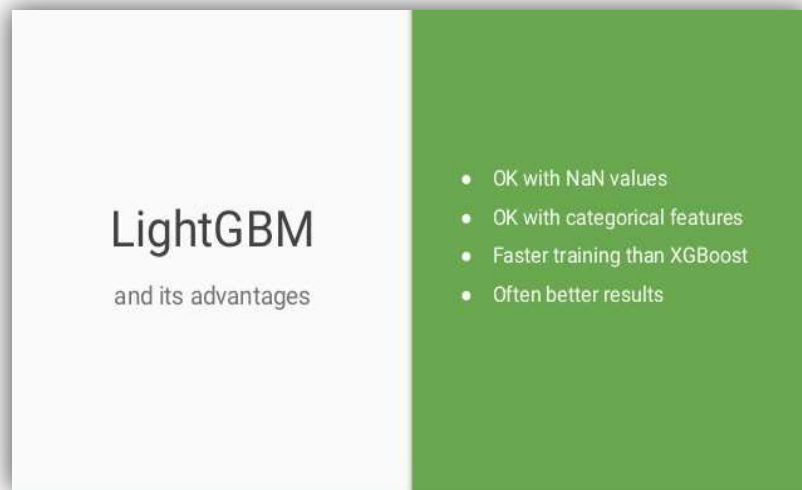 LightGBM
and its advantages
● OK with NaN values
● OK with categorical features
● Faster training than XGBoost
● Often better results